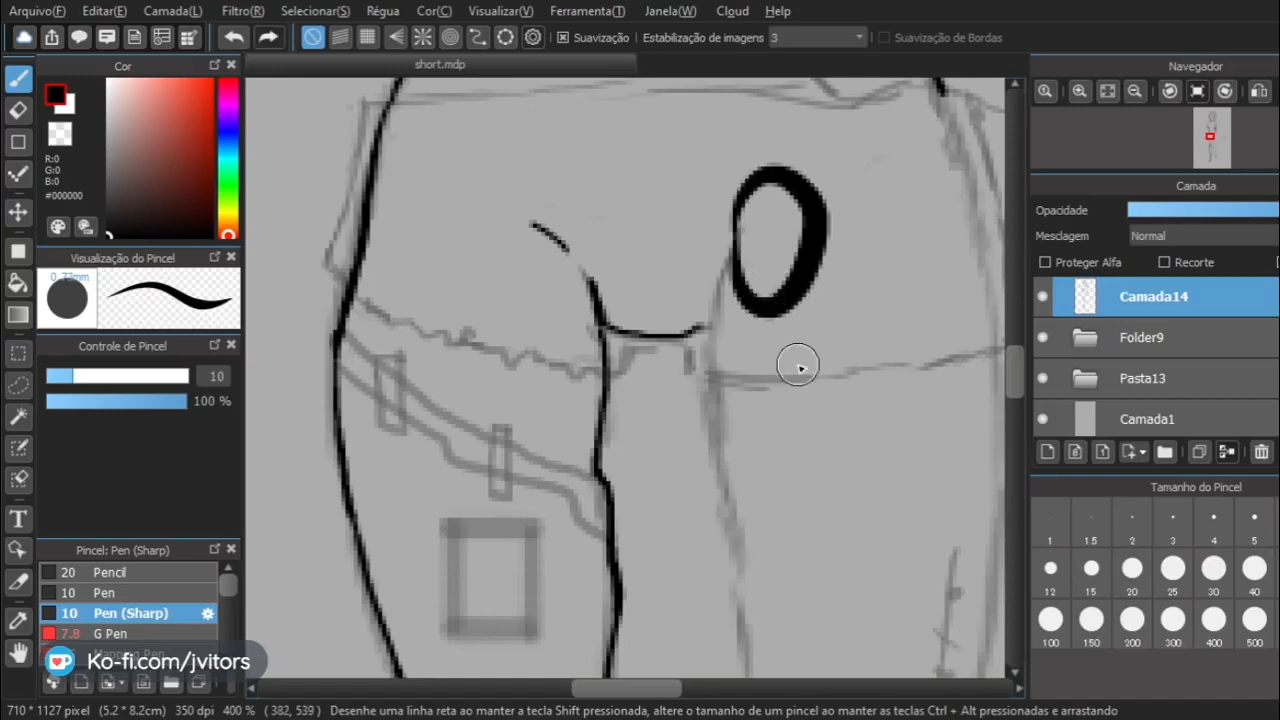 Arquivo(F) Editar(E) Camada(L) Filtro(R) Selecionar(S) Régua Cor(C) Visualizar(V) Ferramenta(T) Janela(W) Cloud Help
Suavização Estabilização de imagens 3 Suavização de Bordas
Cor
short.mdp
Navegador
R:0
G:0
B:0
#000000
Camada
Opacidade
Mesclagem Normal
Proteger Alfa Recorte
Visualização do Pincel
0.72mm
Camada14
Controle de Pincel
Folder9
10
Pasta13
100 %
Camada1
Tamanho do Pincel
1 1.5 2 3 4 5
12 15 20 25 30 40
100 150 200 300 400 500
Pincel: Pen (Sharp)
20 Pencil
10 Pen
10 Pen (Sharp)
7.8 G Pen
Ko-fi.com/jvitors
710 * 1127 pixel (5.2 * 8.2cm) 350 dpi 400 % ( 382, 539 ) Desenhe uma linha reta ao manter a tecla Shift pressionada, altere o tamanho de um pincel ao manter as teclas Ctrl + Alt pressionadas e arrastando